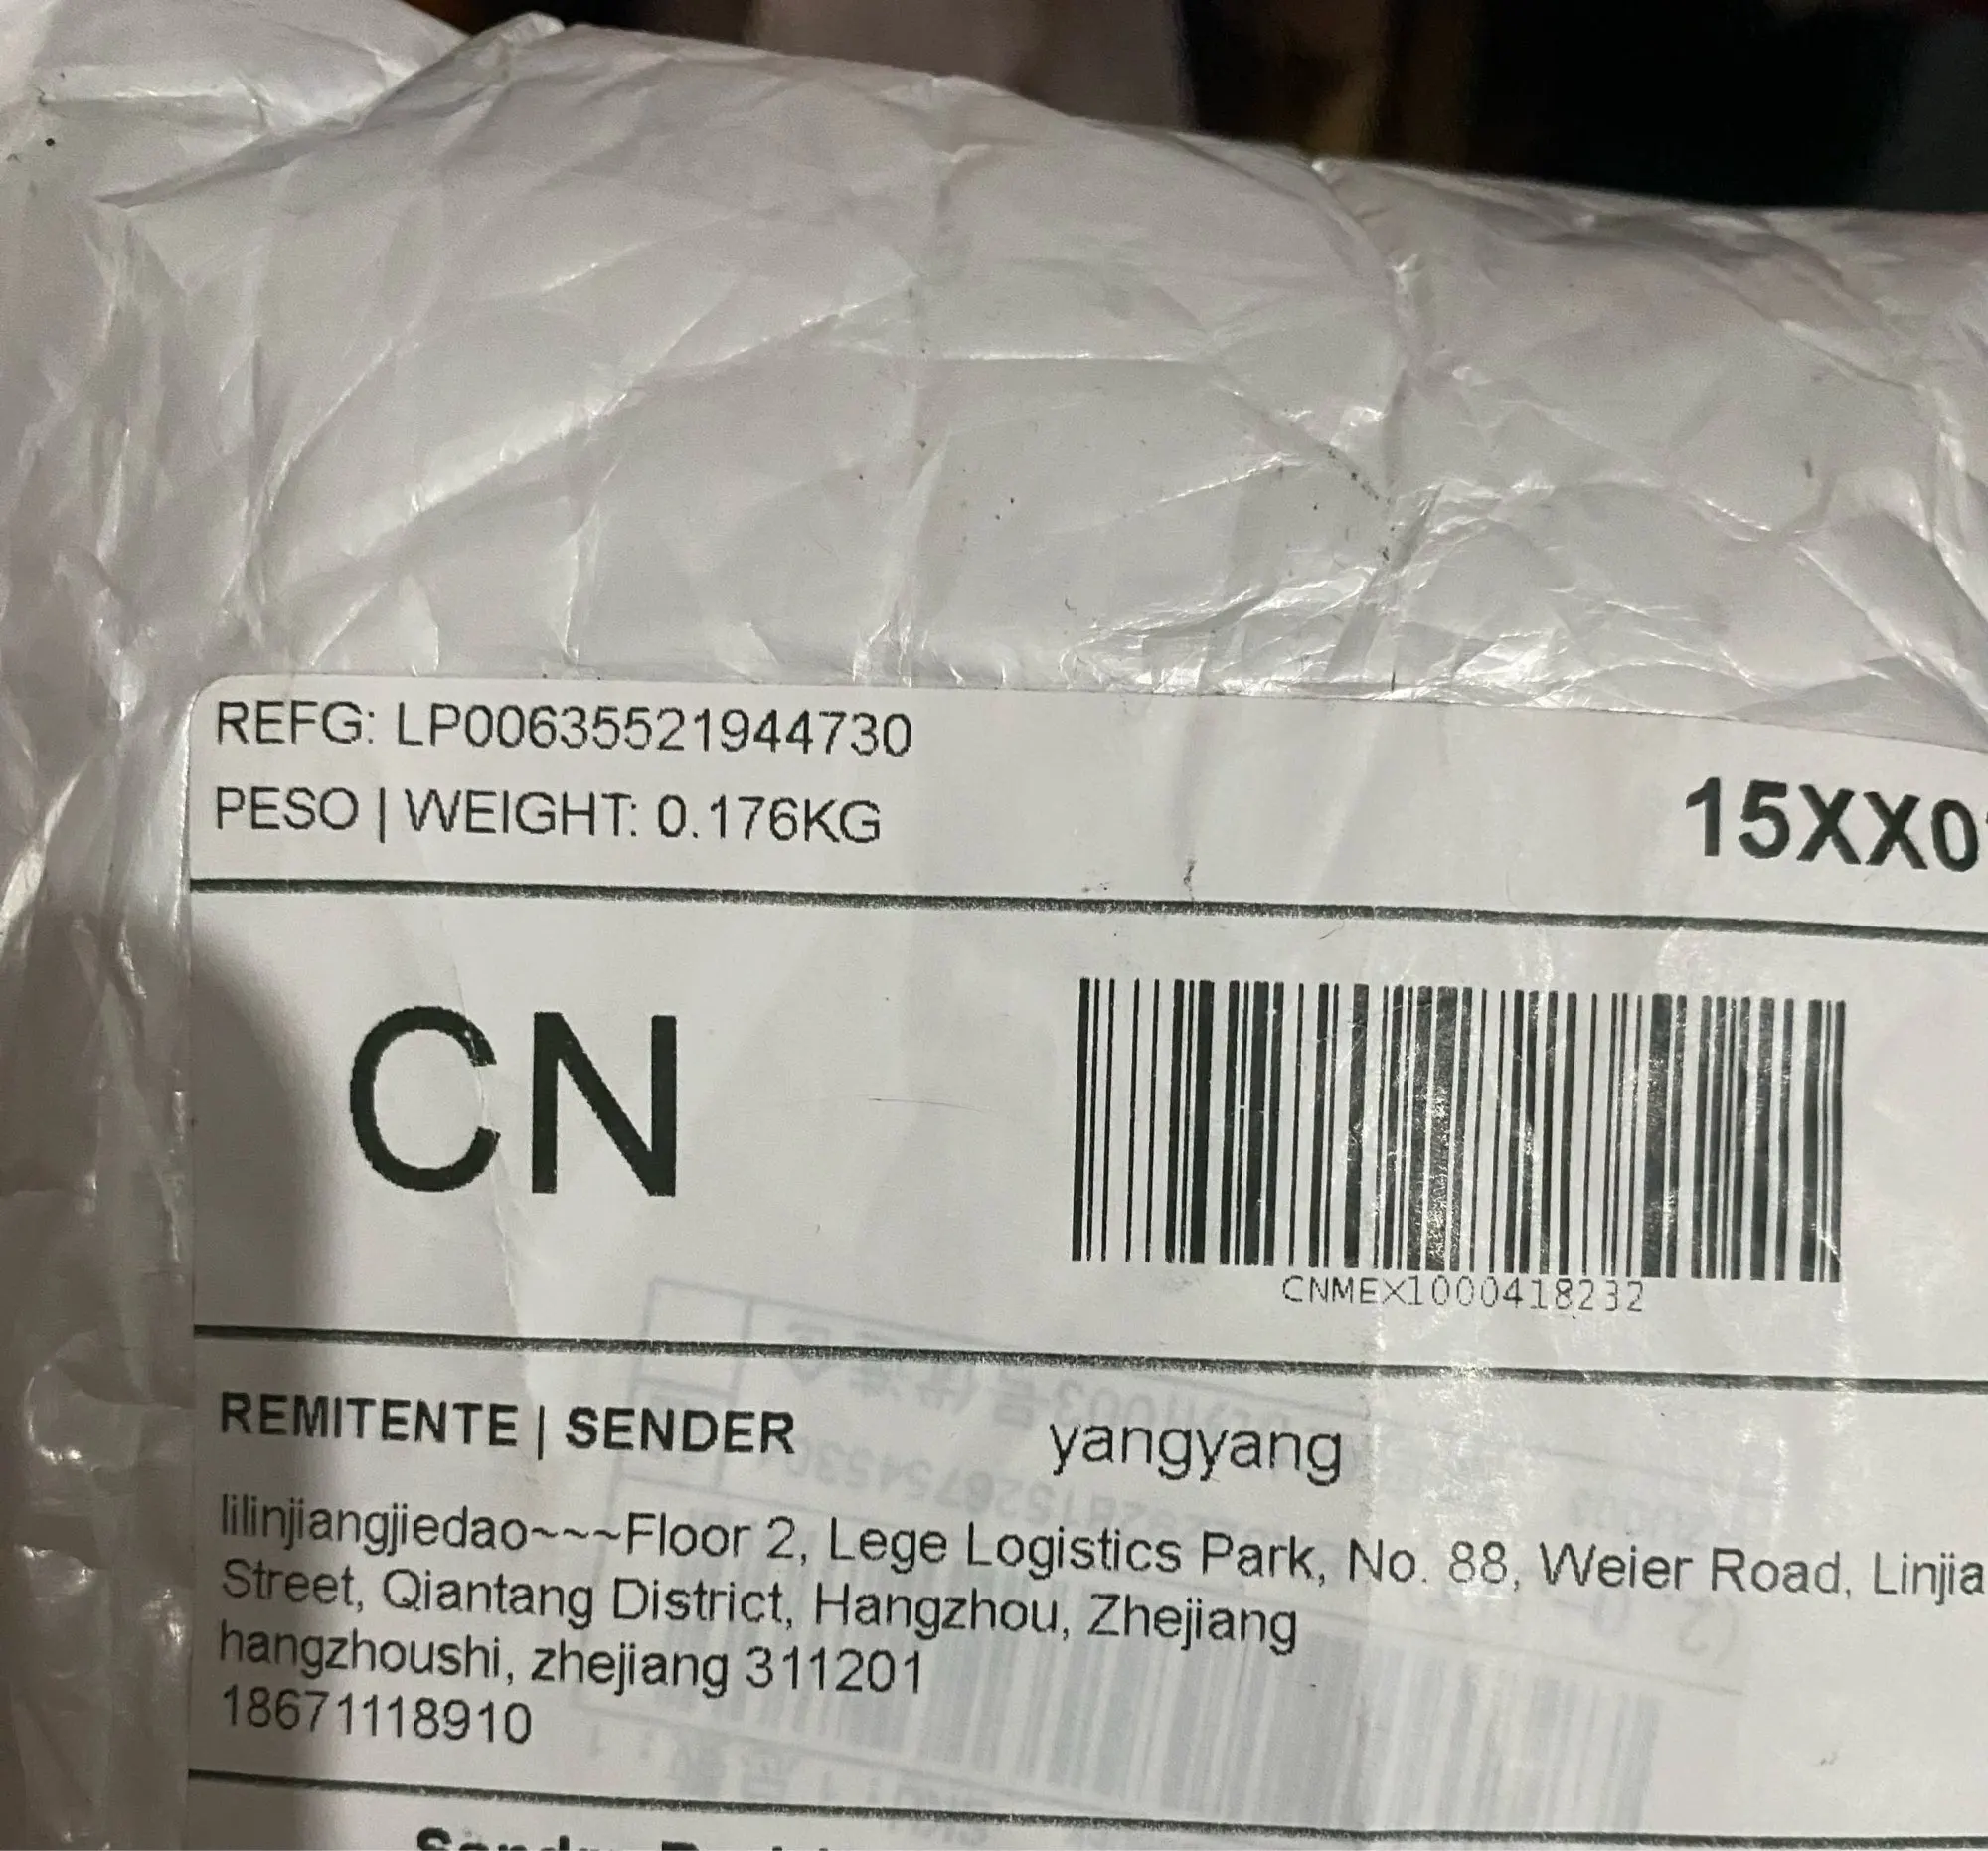 REFG: LP00635521944730
PESO | WEIGHT: 0.176KG
15XX0
CN
CNMEX1000418232
REMITENTE | SENDER yangyang
lilinjiangjiedao~~~Floor 2, Lege Logistics Park, No. 88, Weier Road, Linjia
Street, Qiantang District, Hangzhou, Zhejiang
hangzhoushi, zhejiang 311201
18671118910